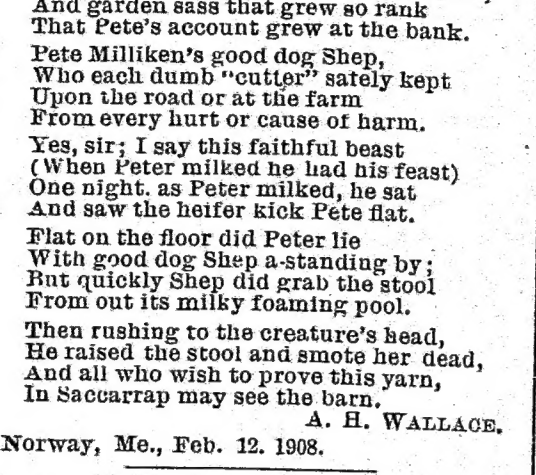 And garden sass that grew so rank
That Pete's account grew at the bank.
Pete Milliken's good dog Shep,
Who each dumb "cutter" sately kept
Upon the road or at the farm
From every hurt or cause of harm.
Yes, sir; I say this faithful beast
(When Peter milked he had his feast)
One night. as Peter milked, he sat
And saw the heifer kick Pete flat.
Flat on the floor did Peter lie
With good dog Shep a-standing by;
But quickly Shep did grab the stool
From out its milky foaming pool.
Then rushing to the creature's head,
He raised the stool and smote her dead,
And all who wish to prove this yarn,
In Saccarrap may see the barn.
A. H. WALLACE.
Norway, Me., Feb. 12. 1908.